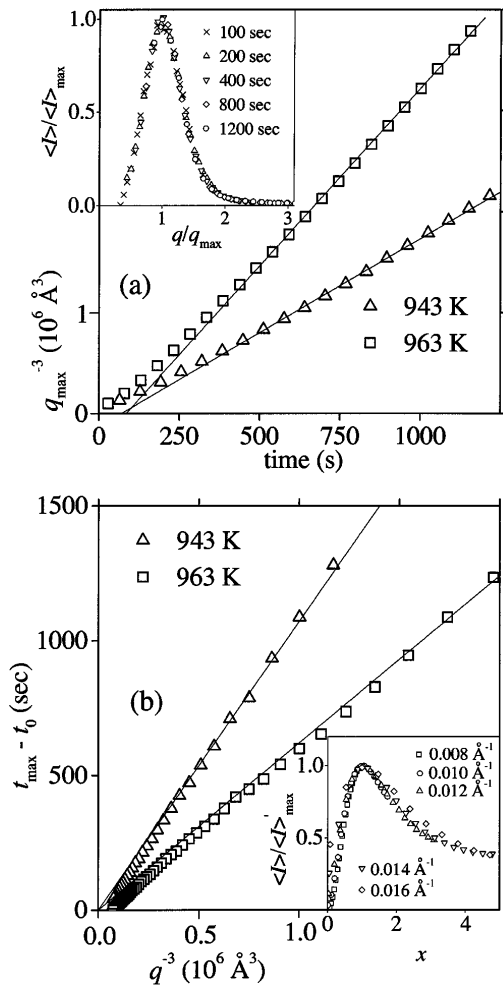 <I>/<I>max
1.0
0.5
0.0
× 100 sec
△ 200 sec
▽ 400 sec
◇ 800 sec
○ 1200 sec
1 2 3
q/qmax
(a)
△ 943 K
□ 963 K
qmax⁻³ (10⁶ Å³)
1
0
0 250 500 750 1000
time (s)
1500
1000
500
0
tmax - t0 (sec)
△ 943 K
□ 963 K
(b)
<I>/<I>max
1.0
0.5
□ 0.008 Å⁻¹
○ 0.010 Å⁻¹
△ 0.012 Å⁻¹
▽ 0.014 Å⁻¹
◇ 0.016 Å⁻¹
0 2 4
x
0.0 0.5 1.0
q⁻³ (10⁶ Å³)